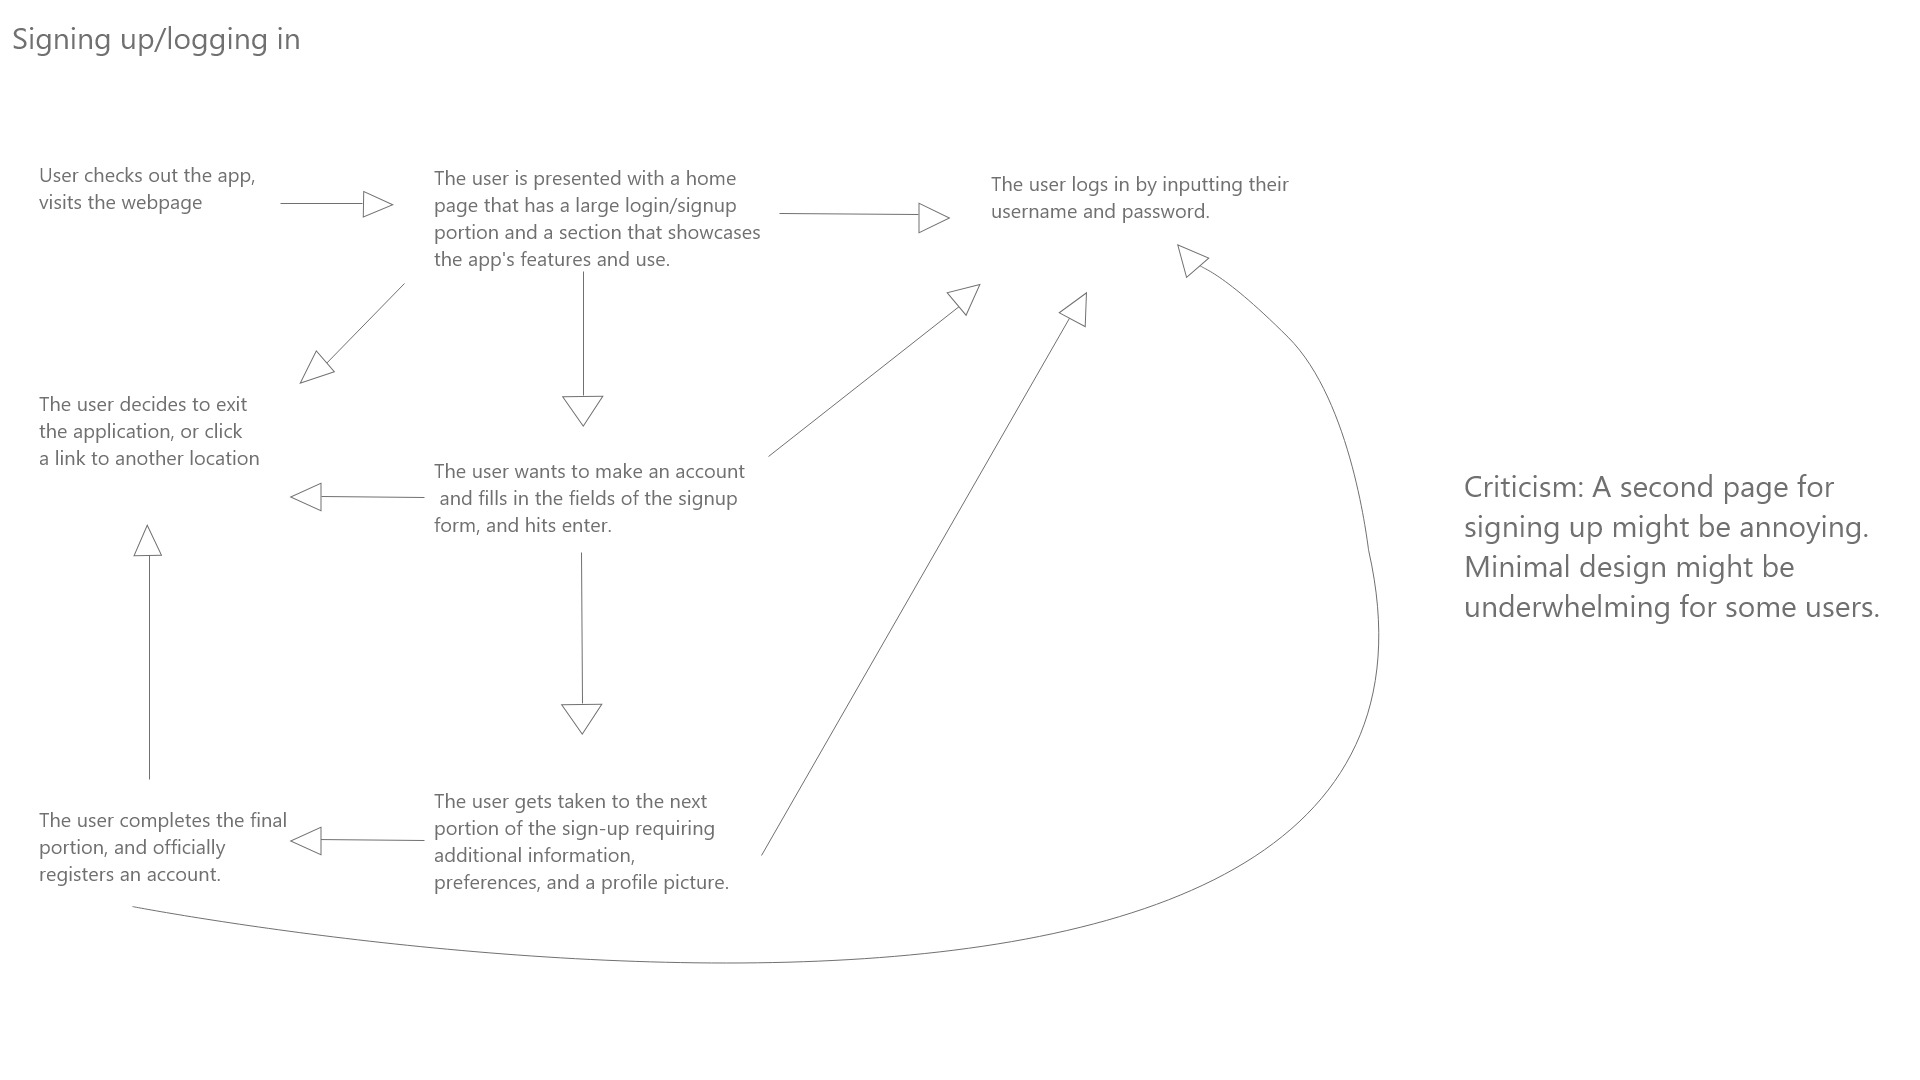 Signing up/logging in
User checks out the app,
visits the webpage
The user is presented with a home
page that has a large login/signup
portion and a section that showcases
the app's features and use.
The user logs in by inputting their
username and password.
The user decides to exit
the application, or click
a link to another location
The user wants to make an account
and fills in the fields of the signup
form, and hits enter.
Criticism: A second page for
signing up might be annoying.
Minimal design might be
underwhelming for some users.
The user completes the final
portion, and officially
registers an account.
The user gets taken to the next
portion of the sign-up requiring
additional information,
preferences, and a profile picture.